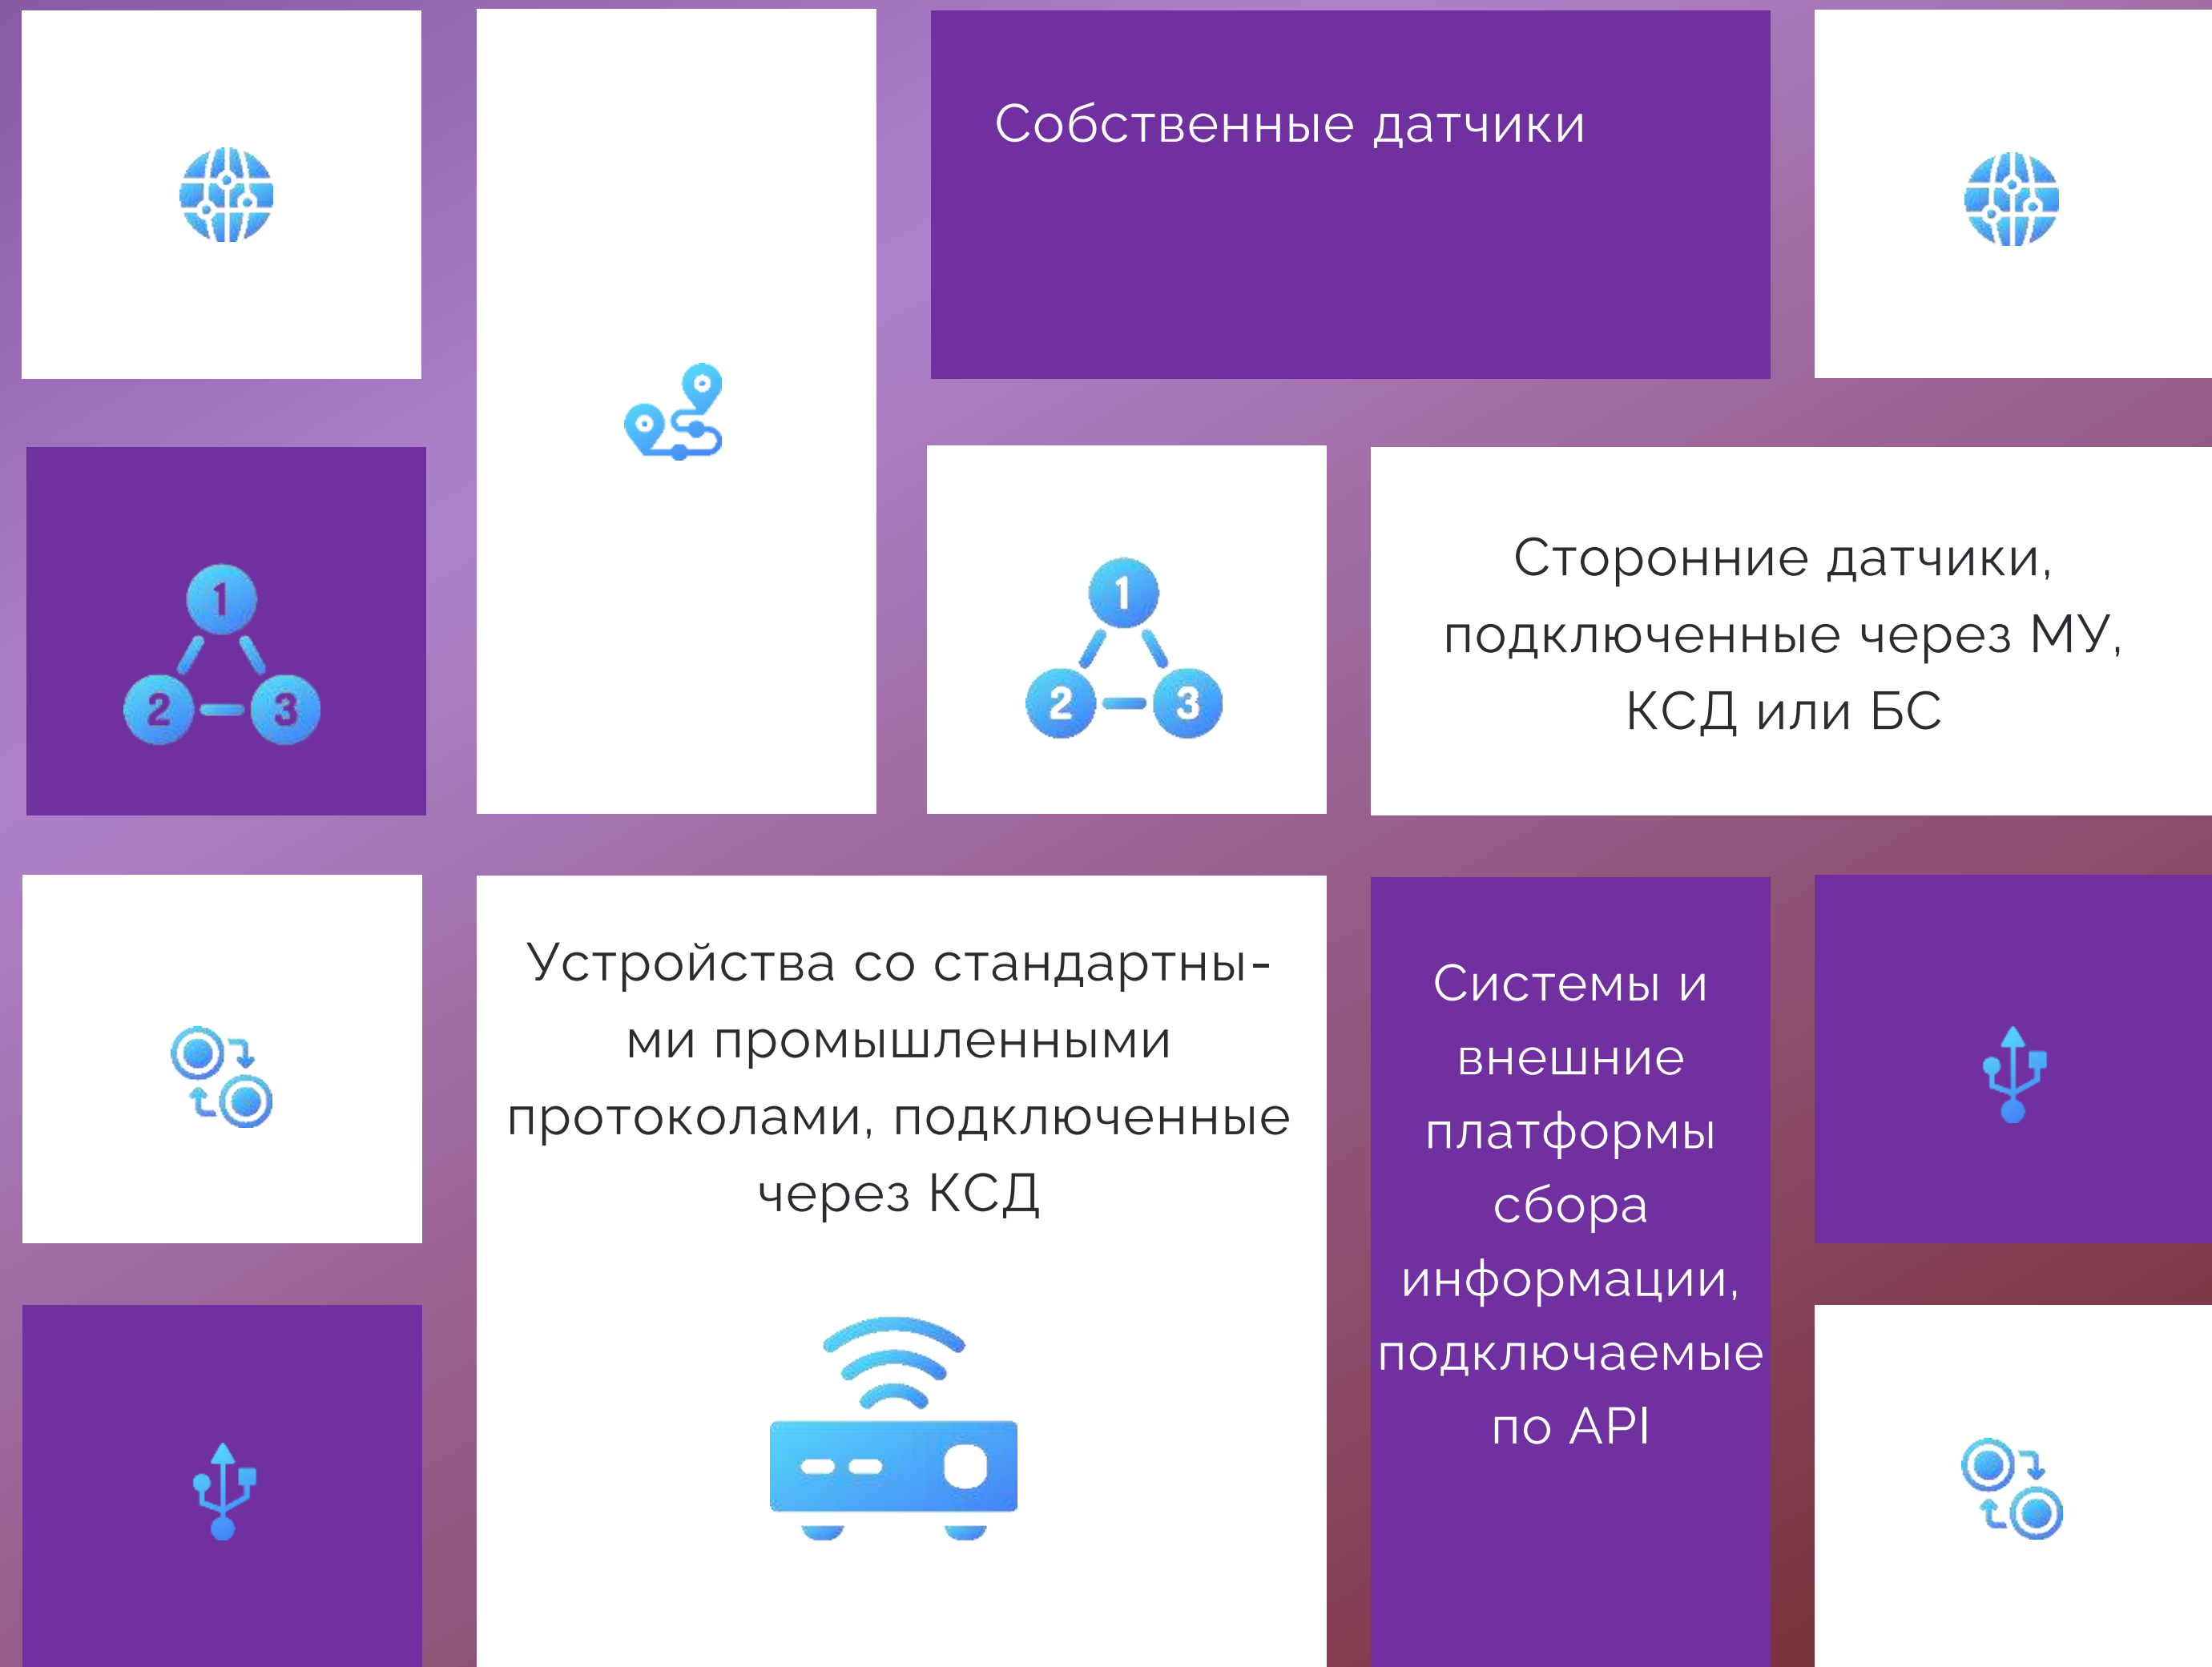 Собственные датчики
1
2 3
1
2 3
Сторонние датчики,
подключенные через МУ,
КСД или БС
Устройства со стандартны-
ми промышленными
протоколами, подключенные
через КСД
Системы и
внешние
платформы
сбора
информации,
подключаемые
по API